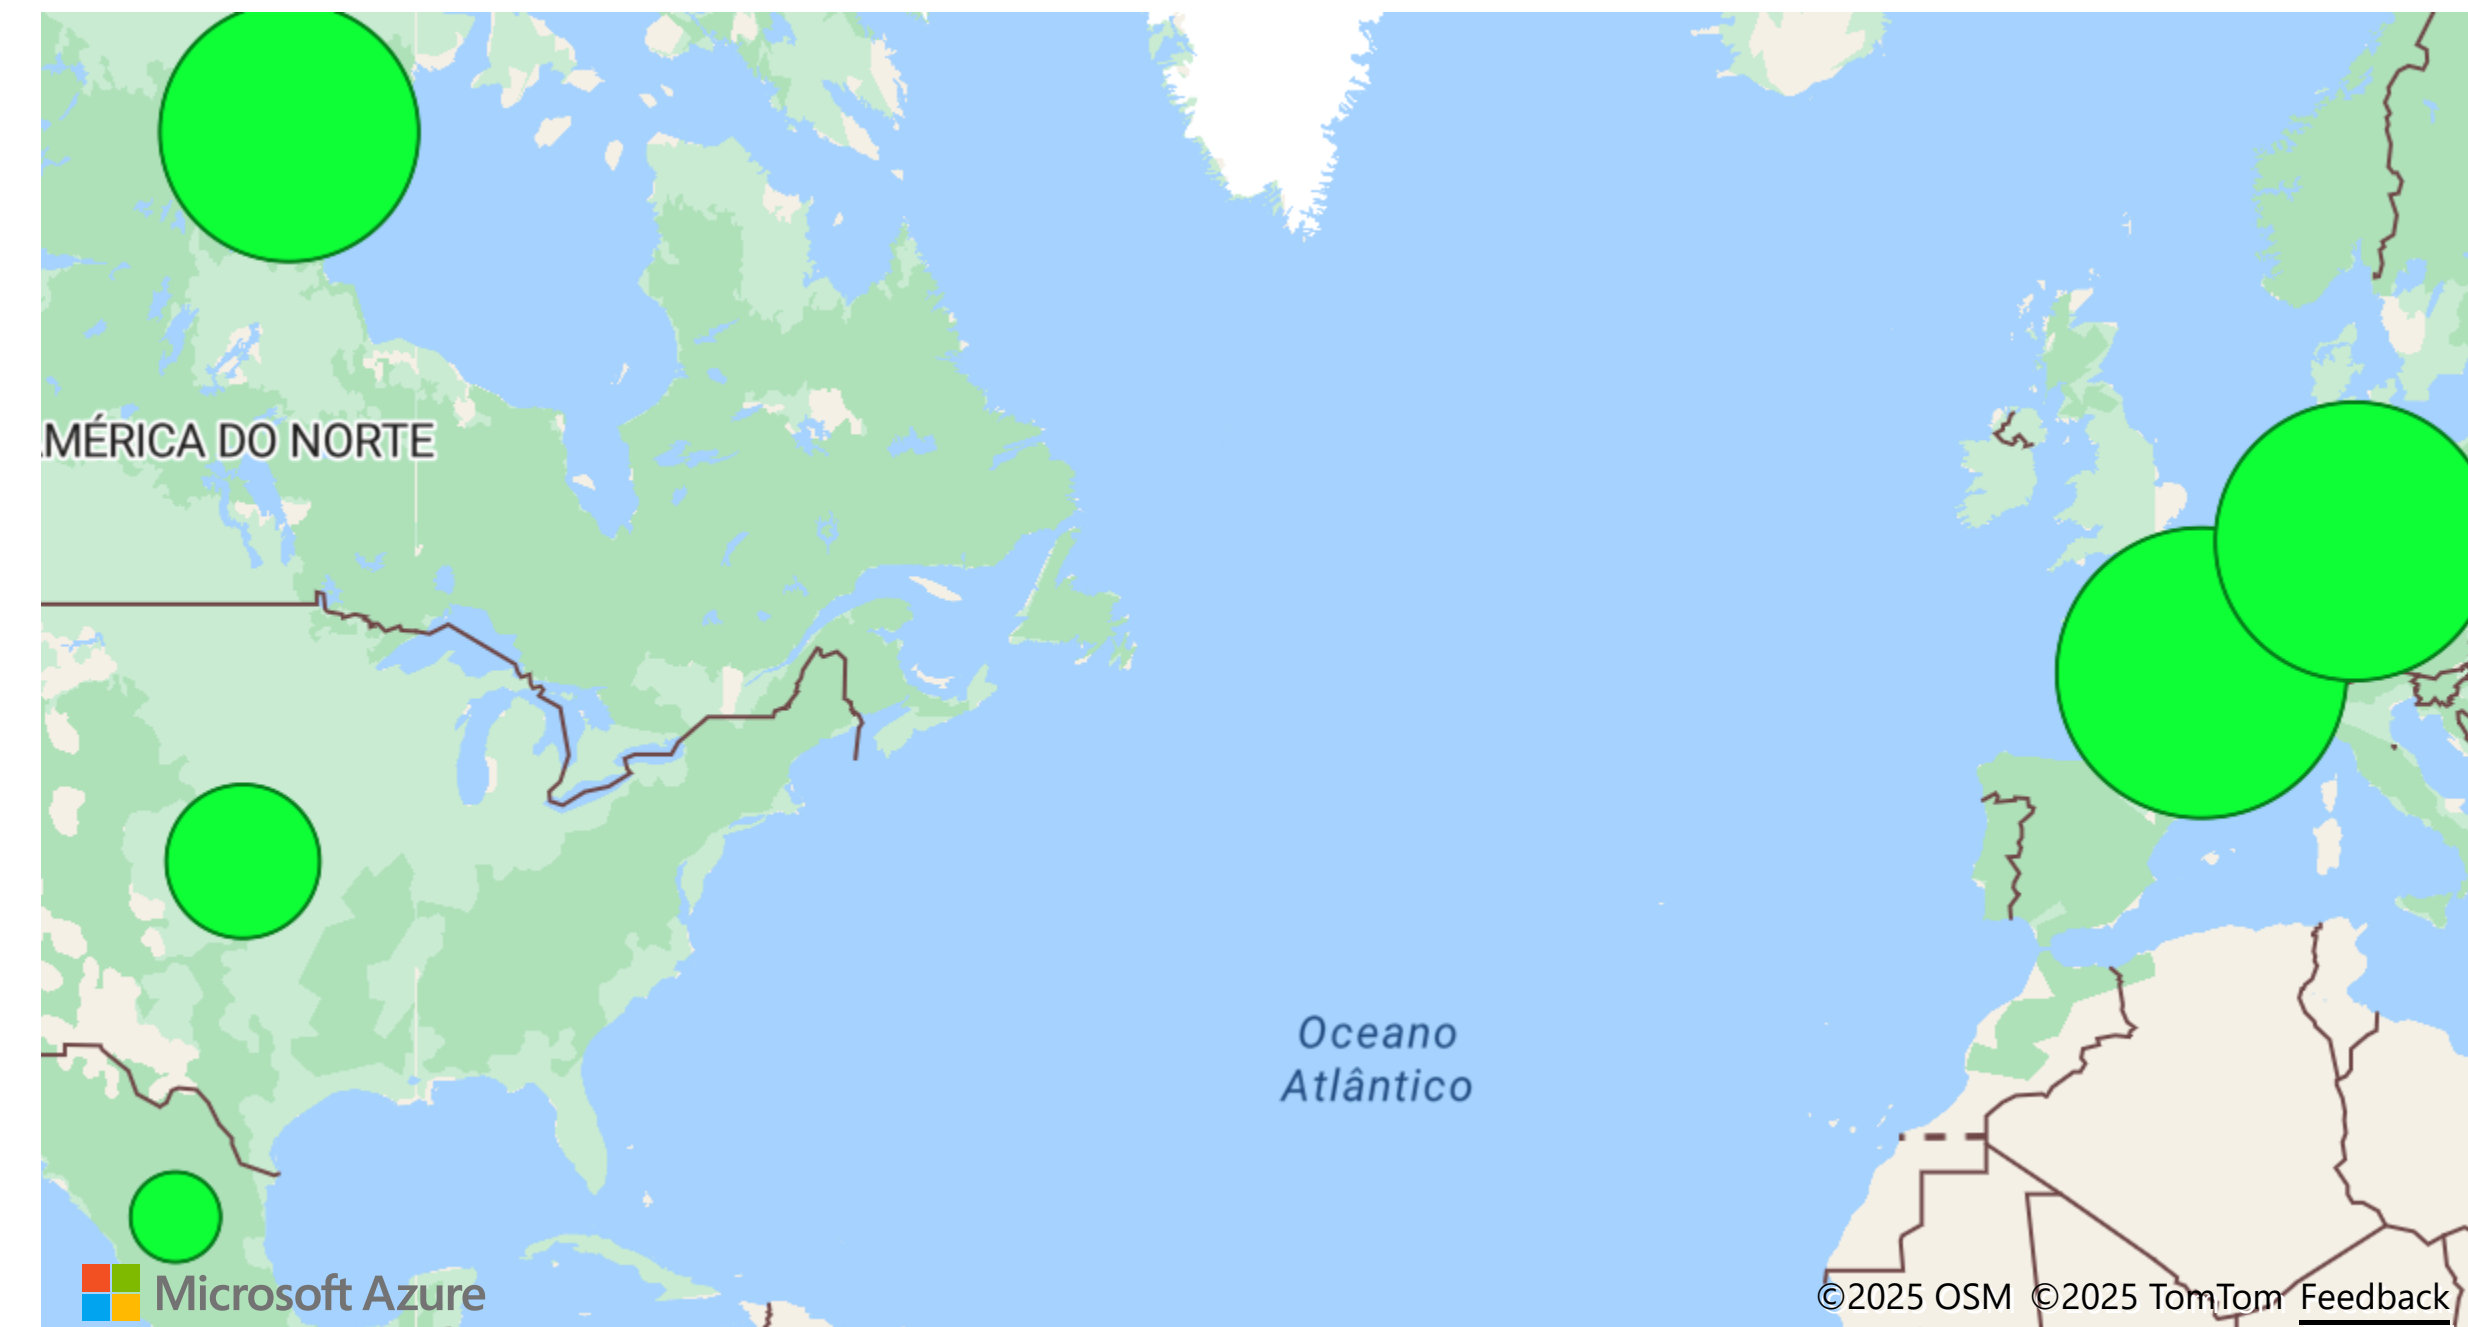 MÉRICA DO NORTE
Oceano
Atlântico
Microsoft Azure
©2025 OSM ©2025 TomTom Feedback